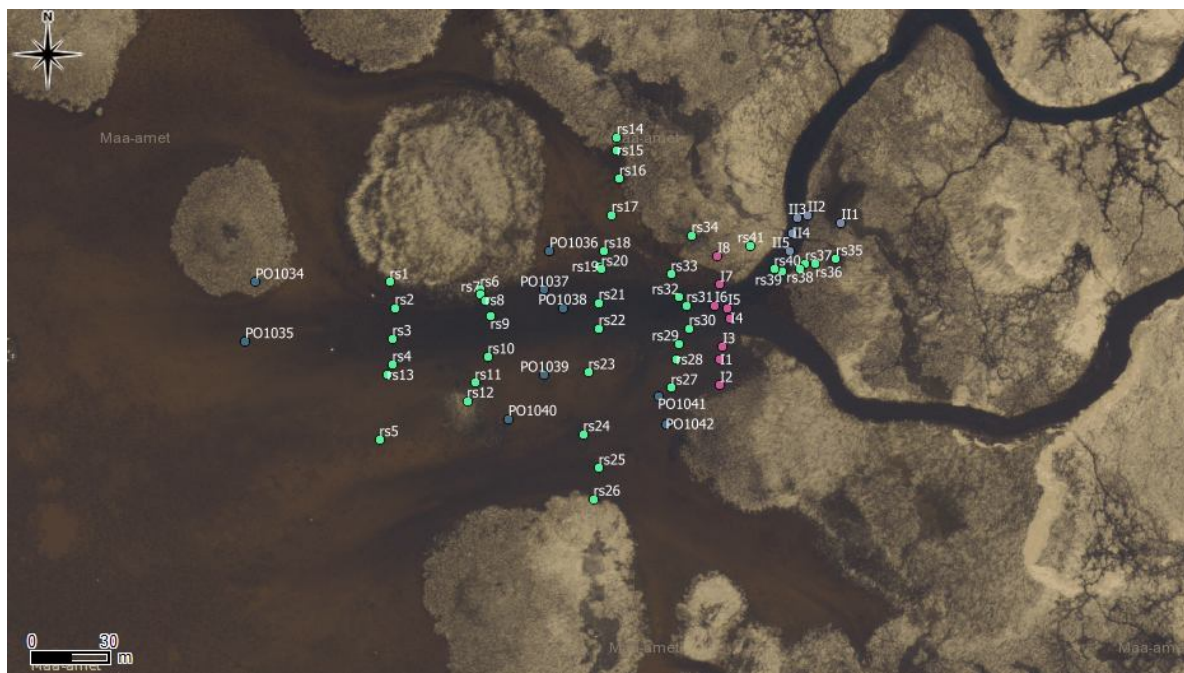 N
Maa-amet
rs14
Maa-amet
rs15
rs16
rs17
II3
II2
II1
rs34
II4
PO1036
rs18
I8
rs41
II5
rs19
rs20
rs40
rs37
rs35
PO1034
rs1
rs7
rs6
PO1037
rs33
I7
rs39
rs38
rs36
rs2
rs8
PO1038
rs21
rs32
rs31
I6
I5
rs9
I4
PO1035
rs3
rs22
rs30
rs29
I3
rs4
rs10
rs28
I1
rs13
rs11
PO1039
rs23
rs27
I2
rs12
PO1041
rs5
PO1040
rs24
PO1042
rs25
rs26
0
30
m
Maa-amet
Maa-amet
Maa-am